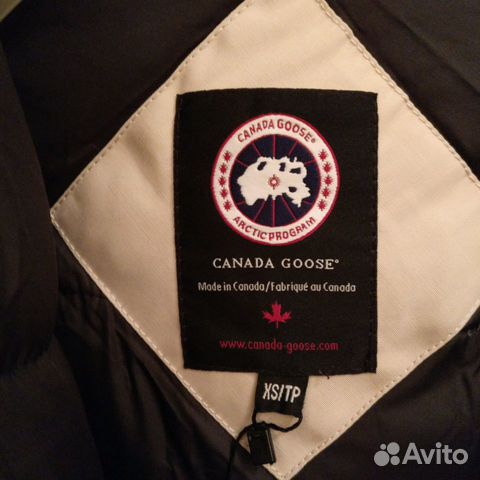 CANADA GOOSE®
ARCTIC PROGRAM
CANADA GOOSE®
Made in Canada/Fabriqué au Canada
www.canada-goose.com
XS/TP
Avito